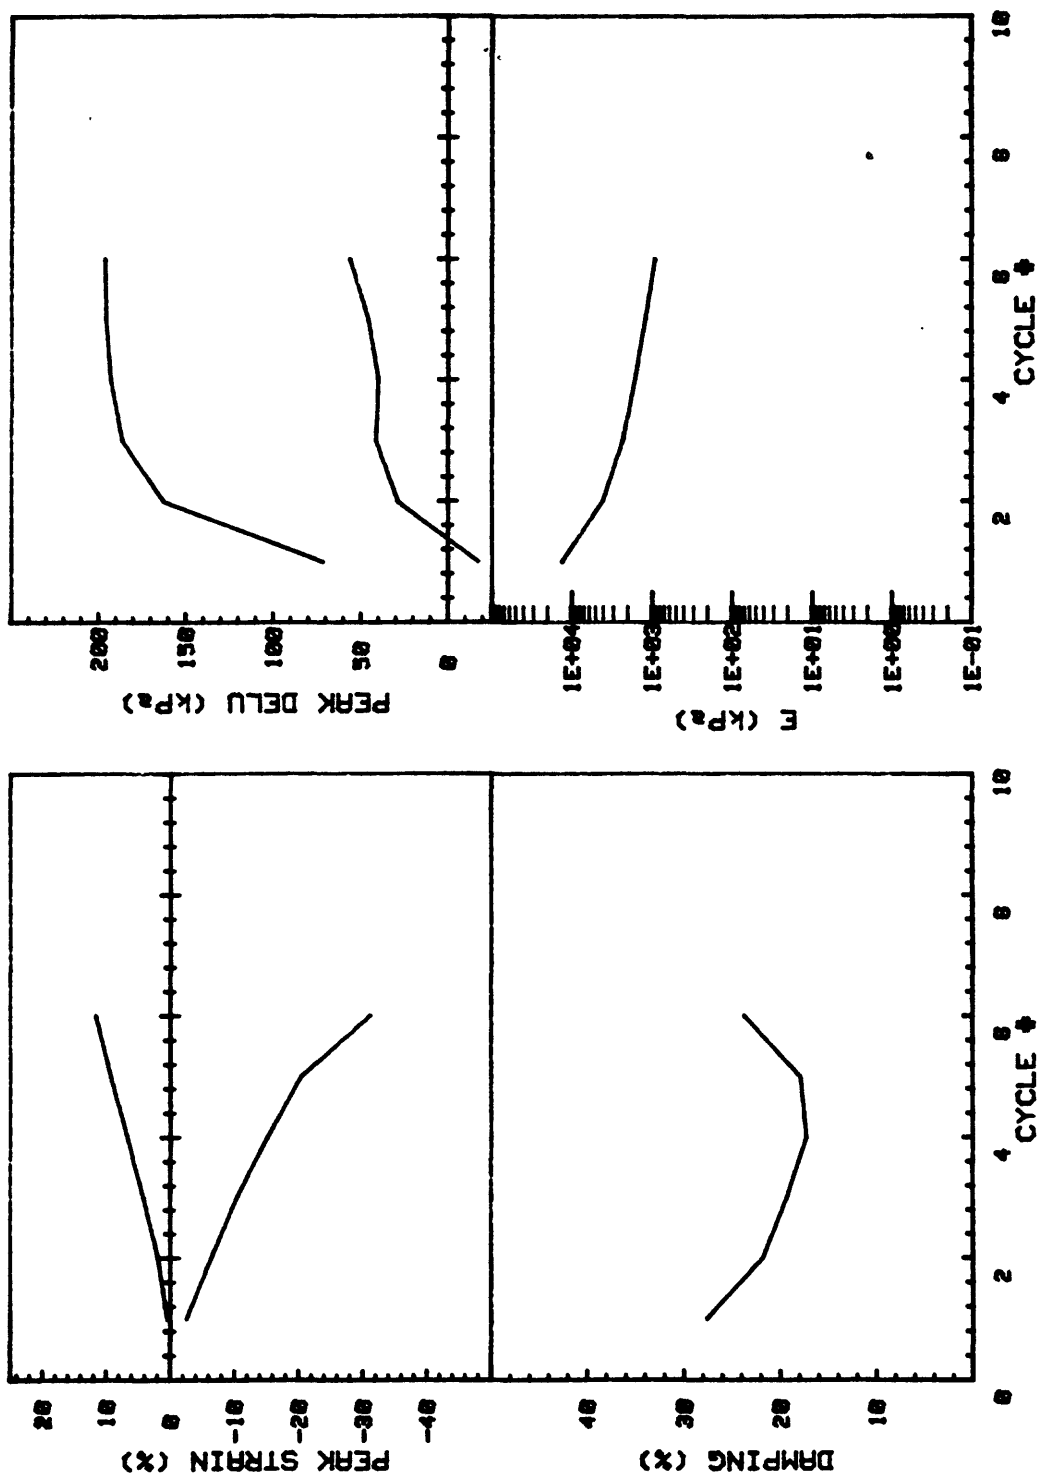 PEAK STRAIN (%)
20
10
0
-10
-20
-30
-40
DAMPING (%)
40
30
20
10
0
2
4
6
8
10
CYCLE #
PEAK DELU (kPa)
200
150
100
50
0
E (kPa)
1E+04
1E+03
1E+02
1E+01
1E+00
1E-01
2
4
6
8
10
CYCLE #